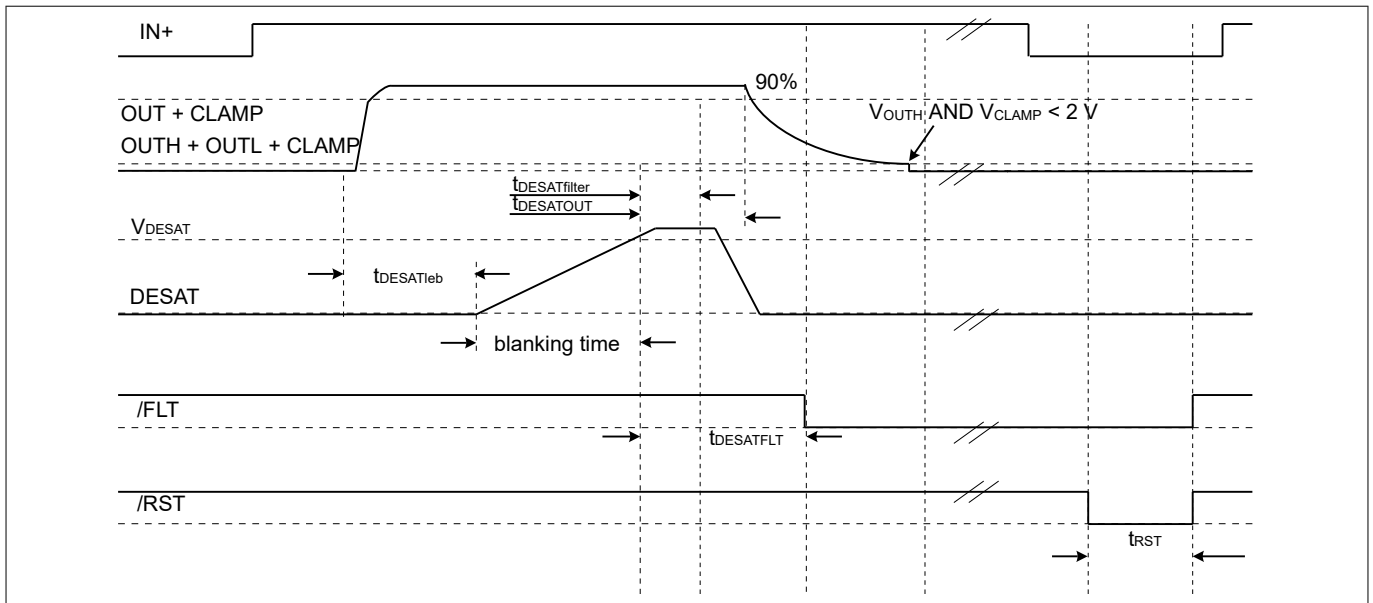 IN+
90%
OUT + CLAMP
VOUTH AND VCLAMP < 2 V
OUTH + OUTL + CLAMP
tDESATfilter
tDESATOUT
VDESAT
tDESATleb
DESAT
blanking time
/FLT
tDESATFLT
/RST
tRST